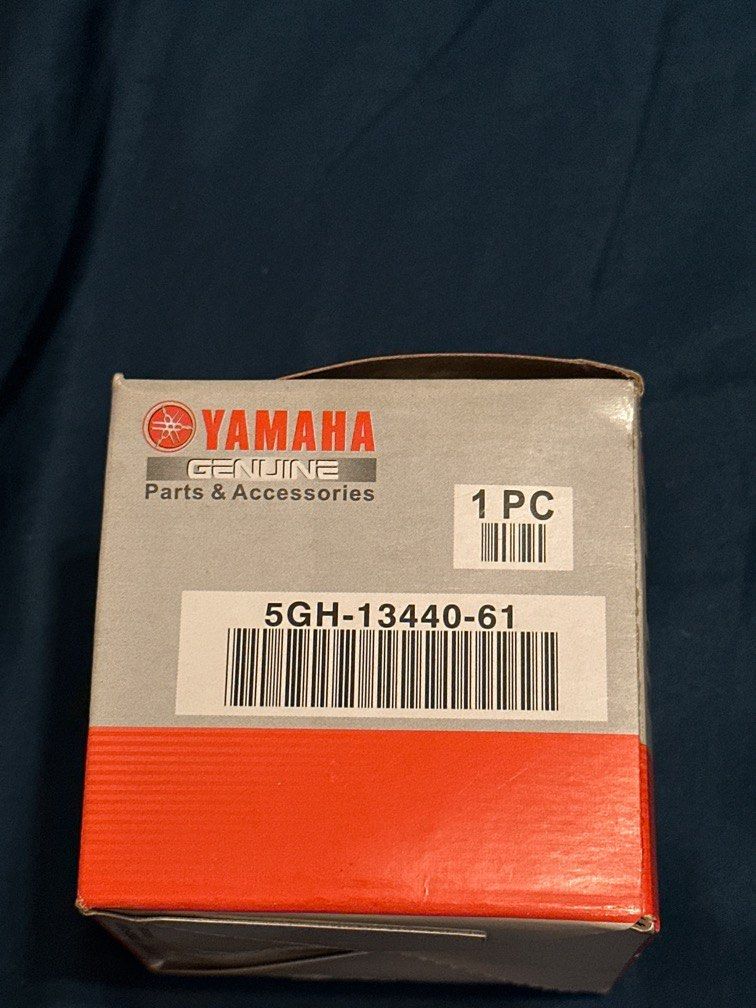 YAMAHA
GENUINE
Parts & Accessories
1 PC
5GH-13440-61